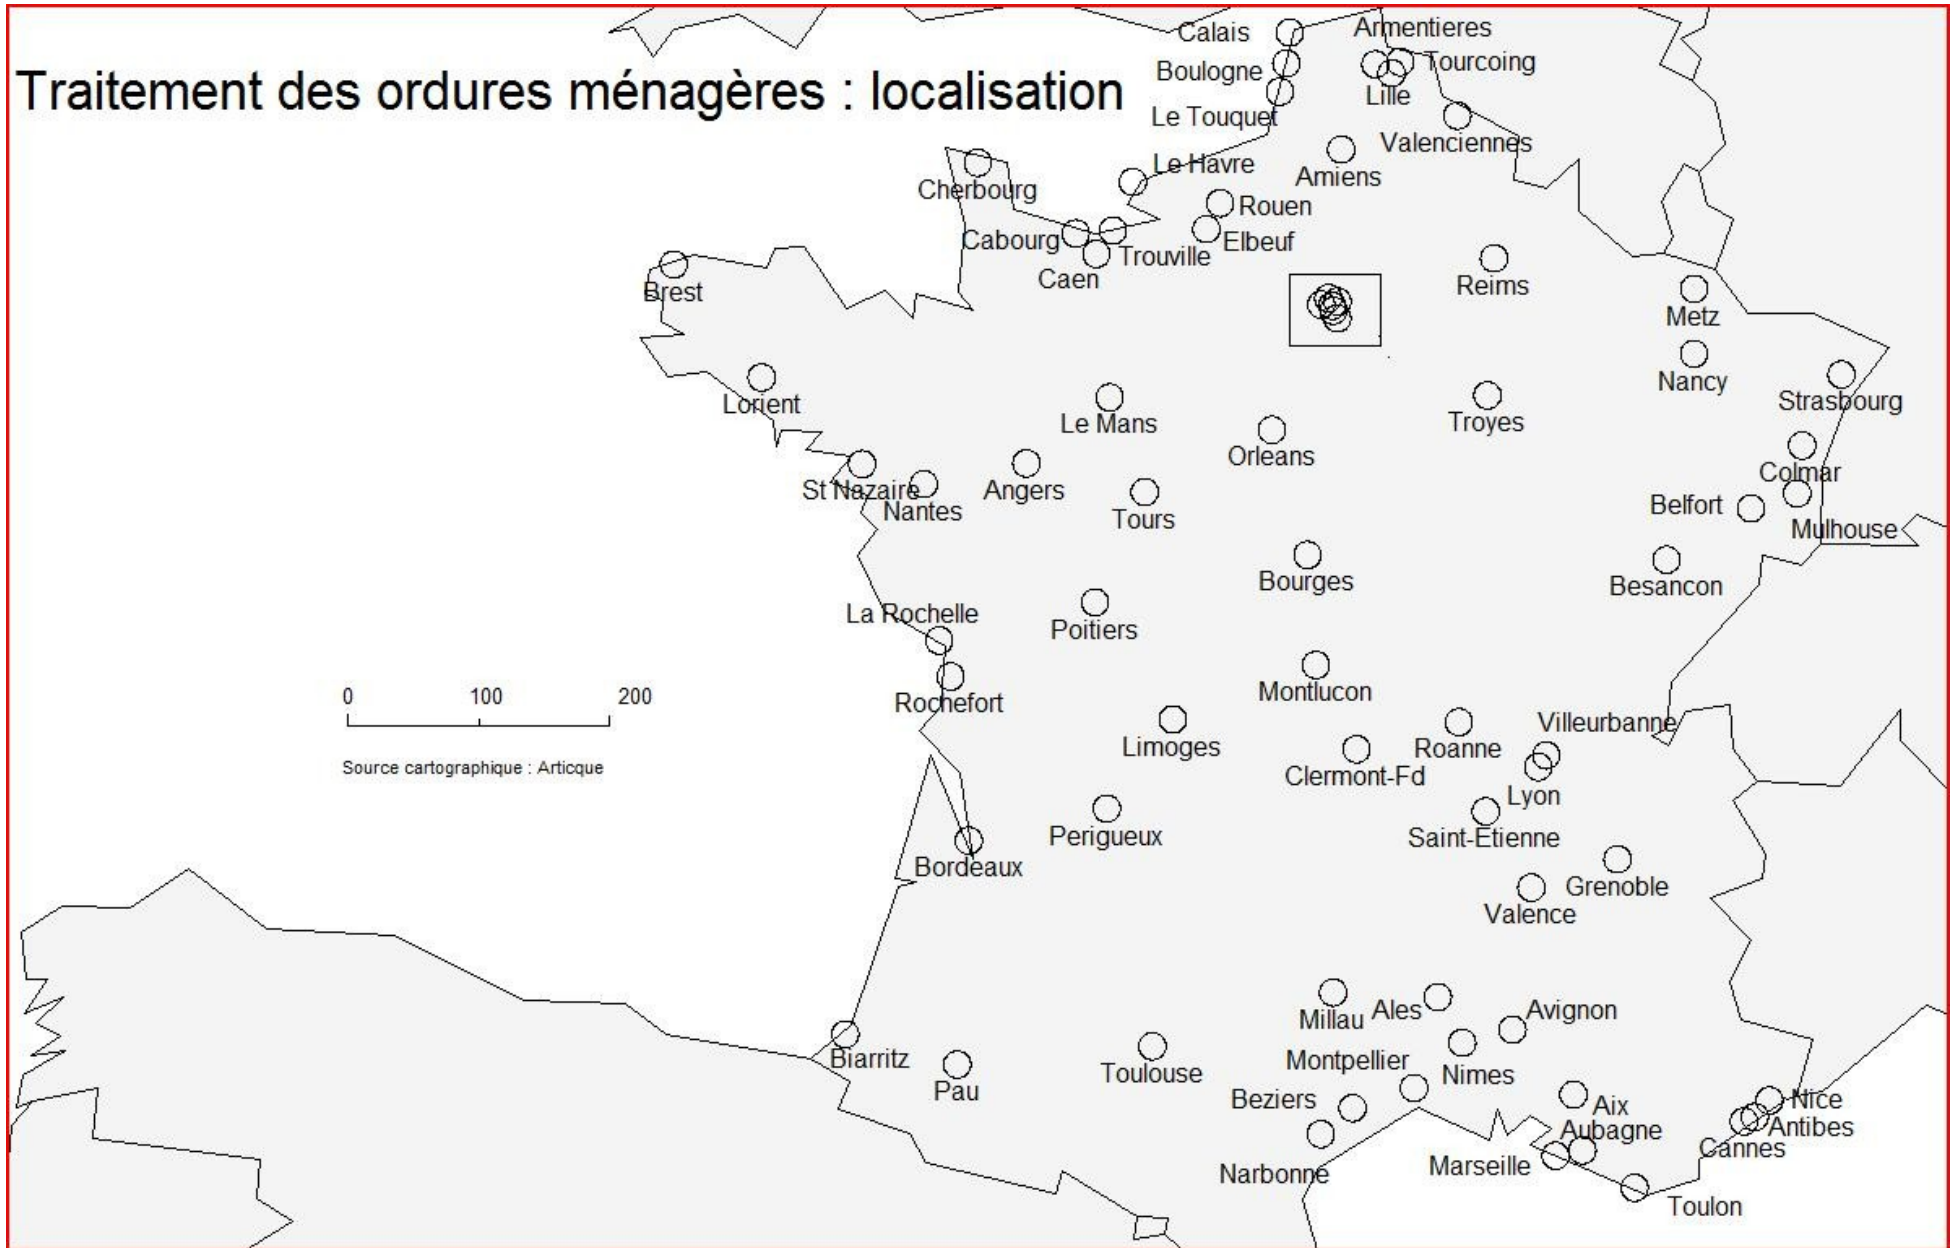 Calais
Armentieres
Boulogne
Tourcoing
Traitement des ordures ménagères : localisation
Lille
Le Touquet
Valenciennes
Le Havre
Amiens
Cherbourg
Rouen
Cabourg
Elbeuf
Trouville
Caen
Brest
Reims
Metz
Nancy
Lorient
Strasbourg
Le Mans
Troyes
Orleans
Colmar
St Nazaire
Angers
Nantes
Tours
Belfort
Mulhouse
Bourges
Besancon
La Rochelle
Poitiers
0 100 200
Montlucon
Rochefort
Villeurbanne
Limoges
Roanne
Source cartographique : Articque
Clermont-Fd
Lyon
Perigueux
Saint-Etienne
Bordeaux
Grenoble
Valence
Millau
Ales
Avignon
Biarritz
Montpellier
Toulouse
Nimes
Pau
Beziers
Aix
Nice
Aubagne
Antibes
Cannes
Marseille
Narbonne
Toulon